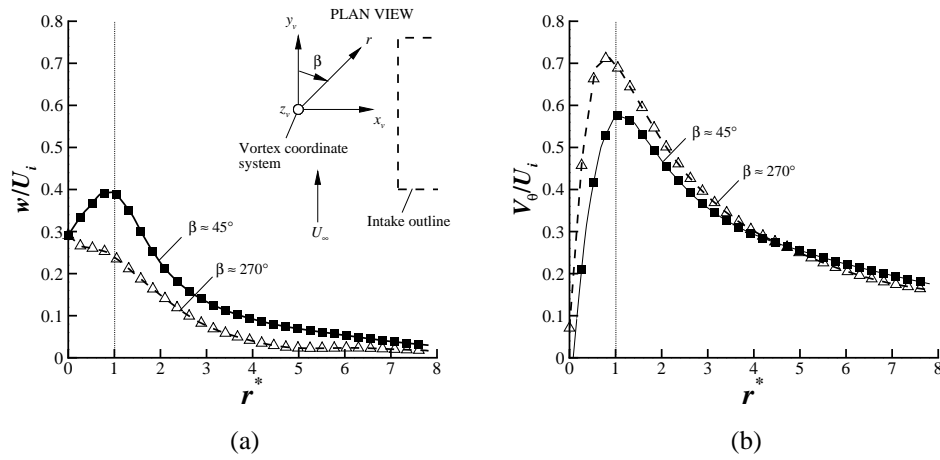 PLAN VIEW
y_v
r
β
z_v
x_v
Vortex coordinate
system
U_∞
Intake outline
0.8
0.7
0.6
0.5
0.4
0.3
0.2
0.1
0
w/U_i
β ≈ 45°
β ≈ 270°
0 1 2 3 4 5 6 7 8
r*
(a)
0.8
0.7
0.6
0.5
0.4
0.3
0.2
0.1
0
V_θ/U_i
β ≈ 45°
β ≈ 270°
0 1 2 3 4 5 6 7 8
r*
(b)